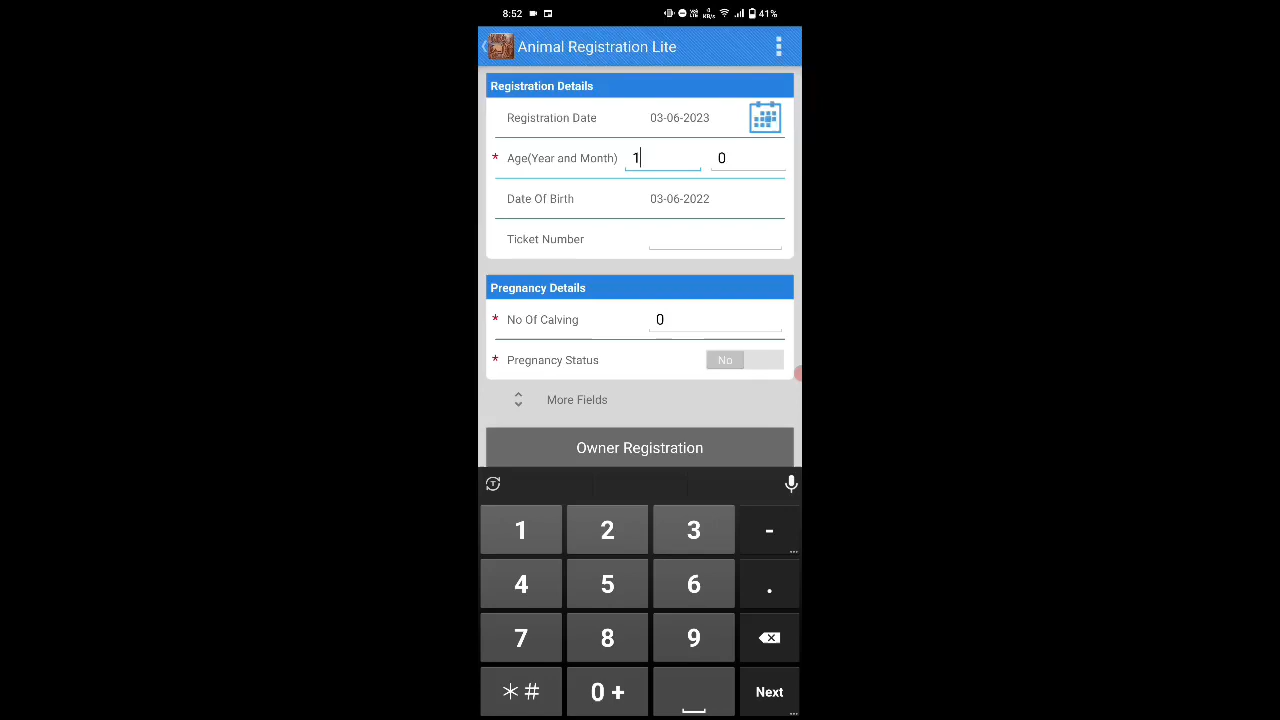 8:52 0 KB/s 41%
Animal Registration Lite
Registration Details
Registration Date 03-06-2023
* Age(Year and Month) 1 0
Date Of Birth 03-06-2022
Ticket Number
Pregnancy Details
* No Of Calving 0
* Pregnancy Status No
More Fields
Owner Registration
1 2 3 -
4 5 6 .
7 8 9
*# 0 + Next